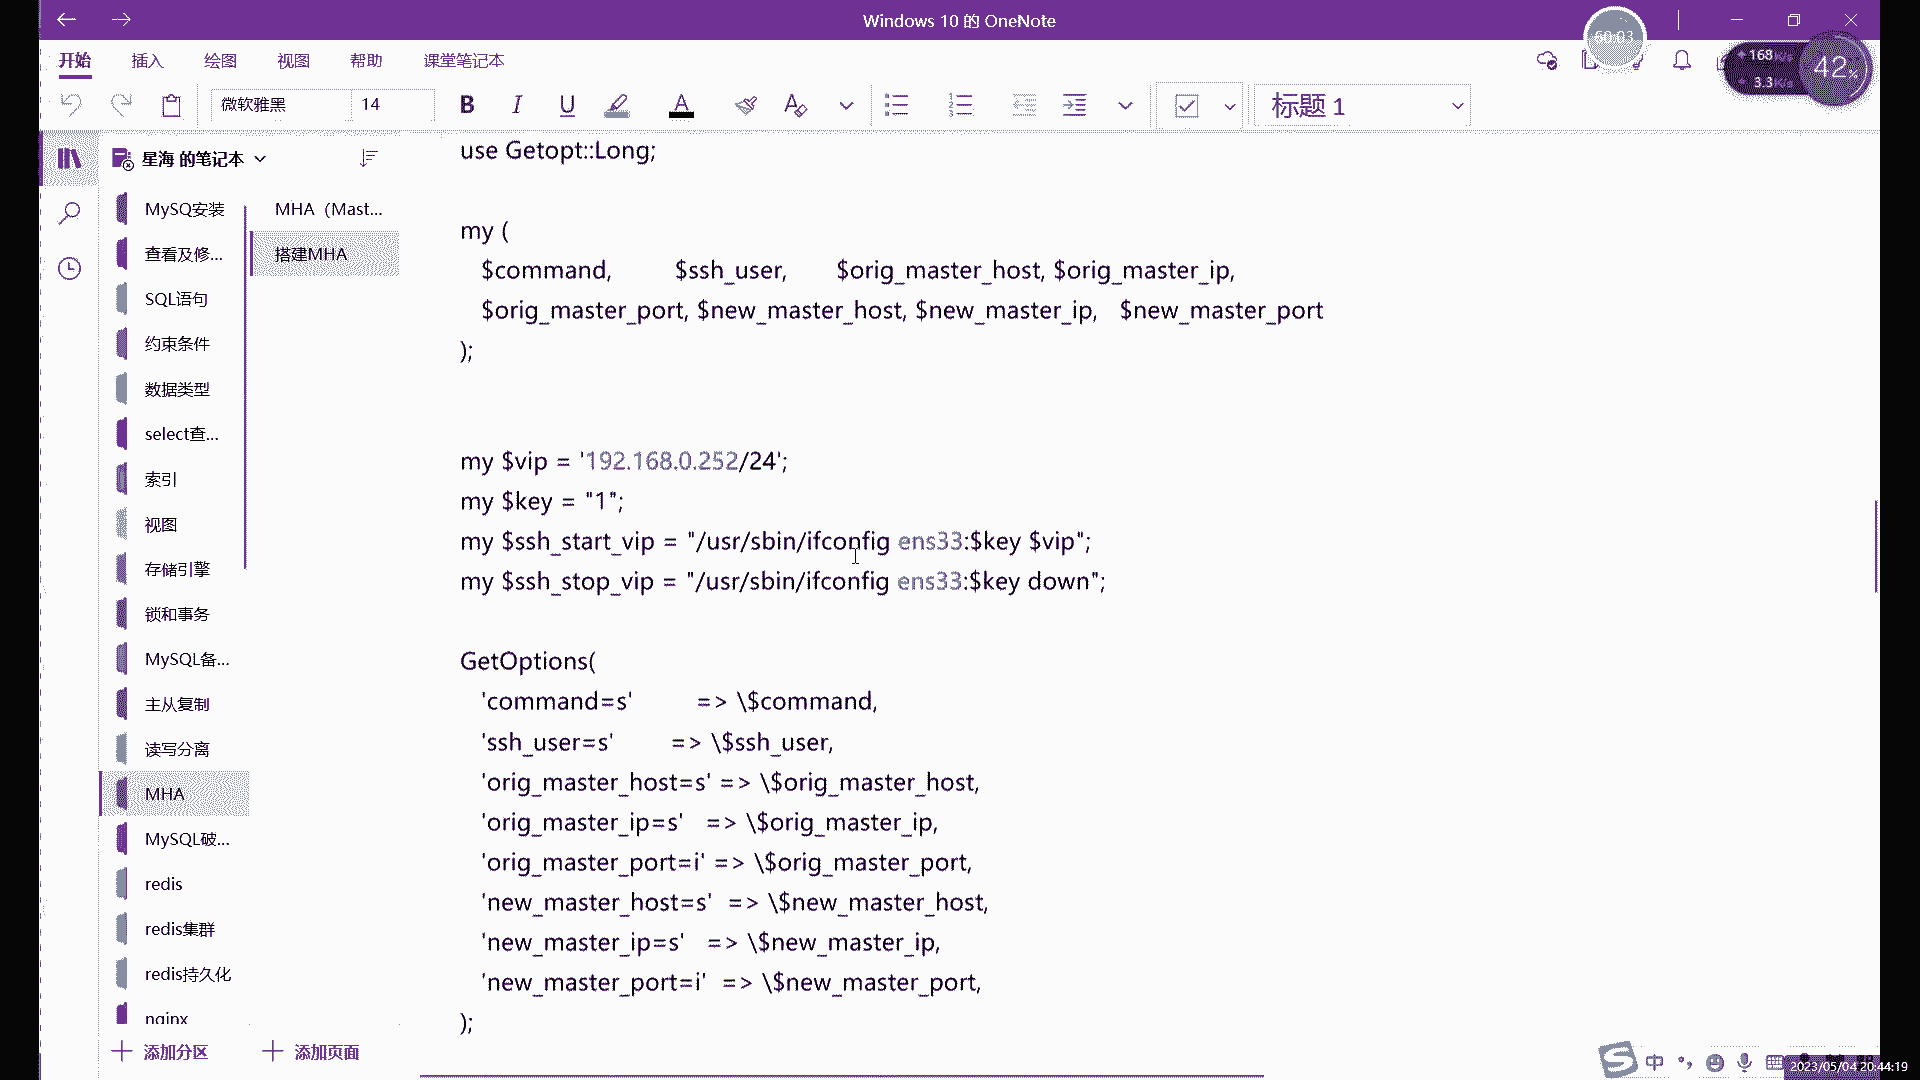 Windows 10 的 OneNote
60:03
开始 插入 绘图 视图 帮助 课堂笔记本
168K/s
3.3K/s
42%
微软雅黑 14 B I U A A 标题 1
星海 的笔记本
MySQ安装
查看及修...
SQL语句
约束条件
数据类型
select查...
索引
视图
存储引擎
锁和事务
MySQL备...
主从复制
读写分离
MHA
MySQL破...
redis
redis集群
redis持久化
nginx
添加分区
MHA（Mast...
搭建MHA
添加页面
use Getopt::Long;
my (
$command, $ssh_user, $orig_master_host, $orig_master_ip,
$orig_master_port, $new_master_host, $new_master_ip, $new_master_port
);
my $vip = '192.168.0.252/24';
my $key = "1";
my $ssh_start_vip = "/usr/sbin/ifconfig ens33:$key $vip";
my $ssh_stop_vip = "/usr/sbin/ifconfig ens33:$key down";
GetOptions(
'command=s' => \$command,
'ssh_user=s' => \$ssh_user,
'orig_master_host=s' => \$orig_master_host,
'orig_master_ip=s' => \$orig_master_ip,
'orig_master_port=i' => \$orig_master_port,
'new_master_host=s' => \$new_master_host,
'new_master_ip=s' => \$new_master_ip,
'new_master_port=i' => \$new_master_port,
);
中
2023/05/04 20:44:19